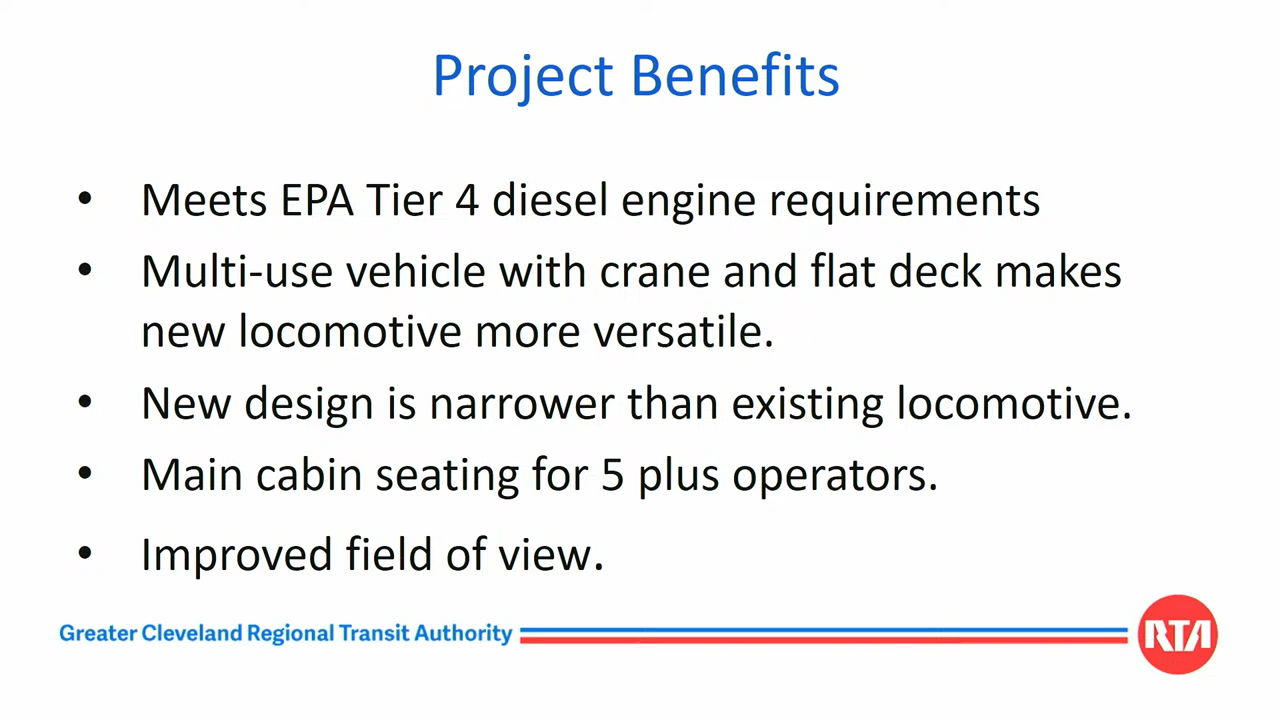 Project Benefits
• Meets EPA Tier 4 diesel engine requirements
• Multi-use vehicle with crane and flat deck makes
new locomotive more versatile.
• New design is narrower than existing locomotive.
• Main cabin seating for 5 plus operators.
• Improved field of view.
Greater Cleveland Regional Transit Authority
RTA